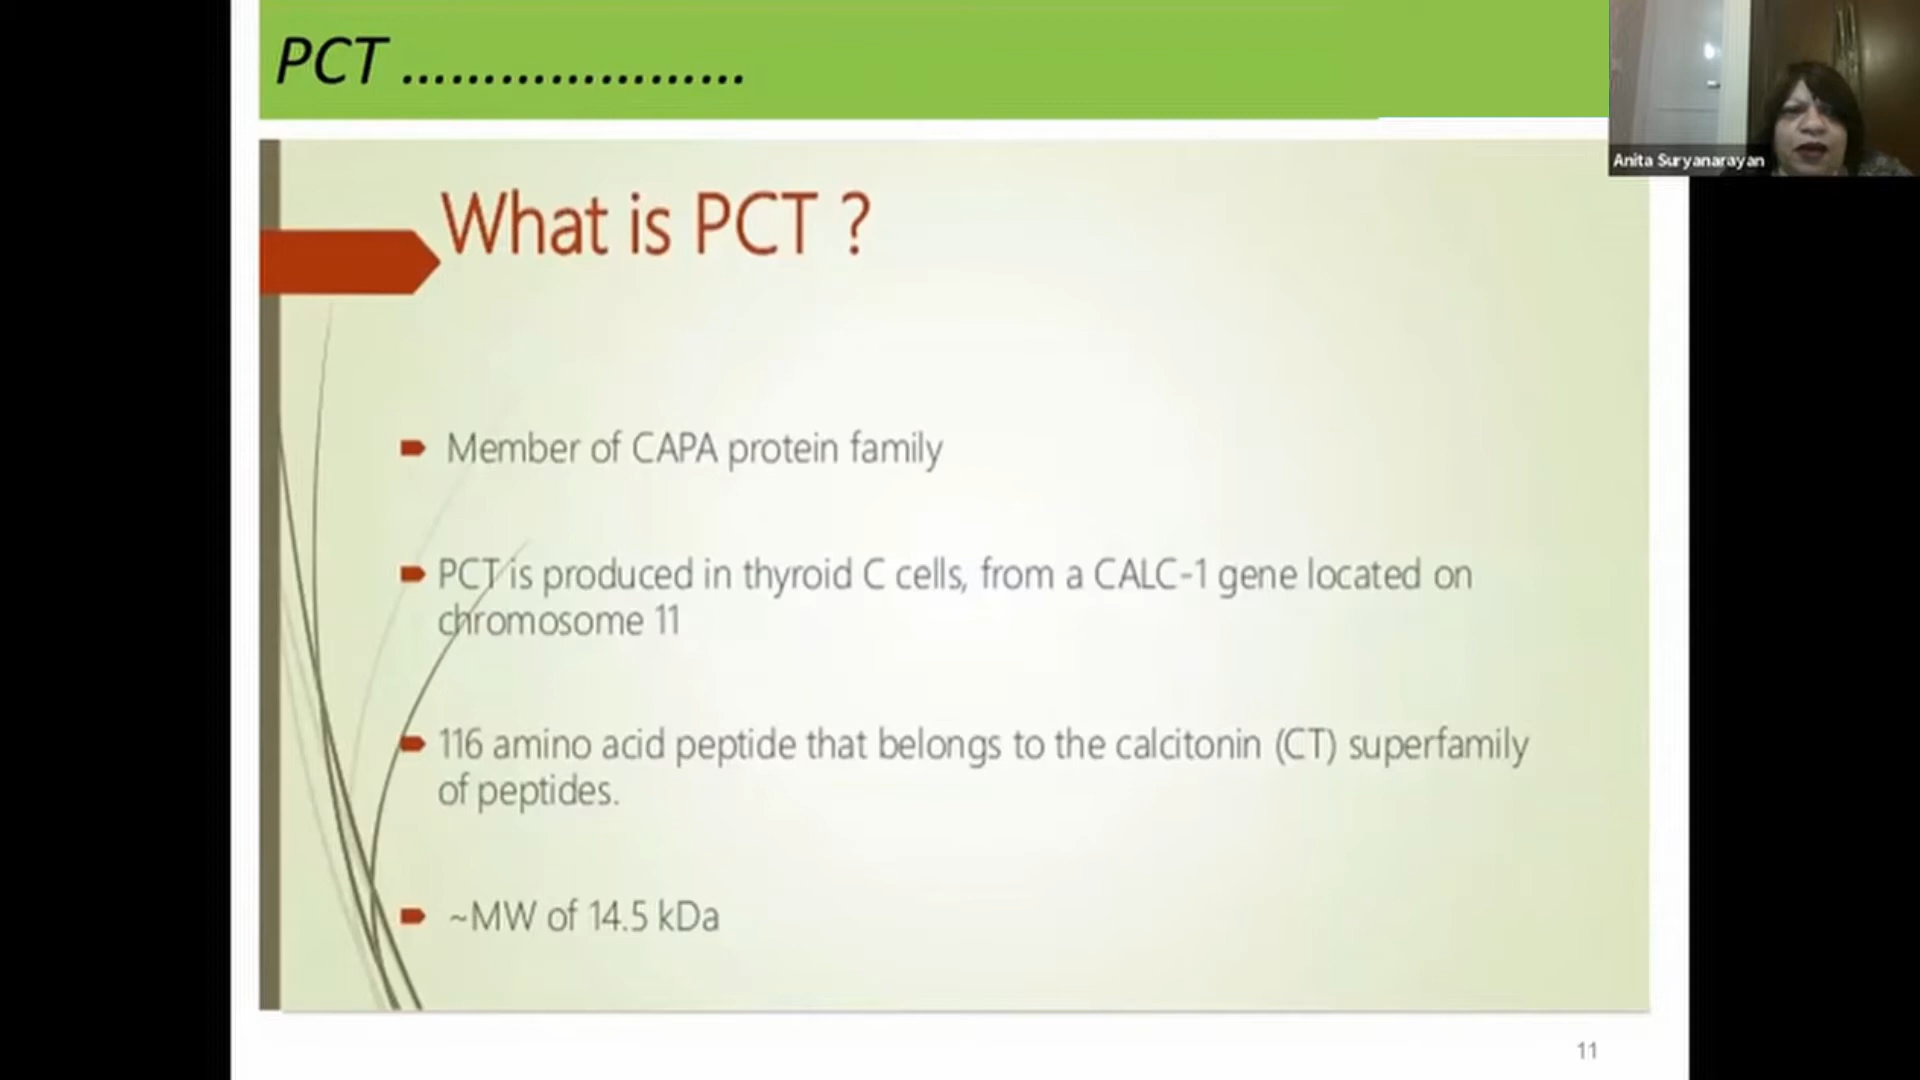 PCT .....................
Anita Suryanarayan
What is PCT ?
Member of CAPA protein family
PCT is produced in thyroid C cells, from a CALC-1 gene located on
chromosome 11
116 amino acid peptide that belongs to the calcitonin (CT) superfamily
of peptides.
~MW of 14.5 kDa
11